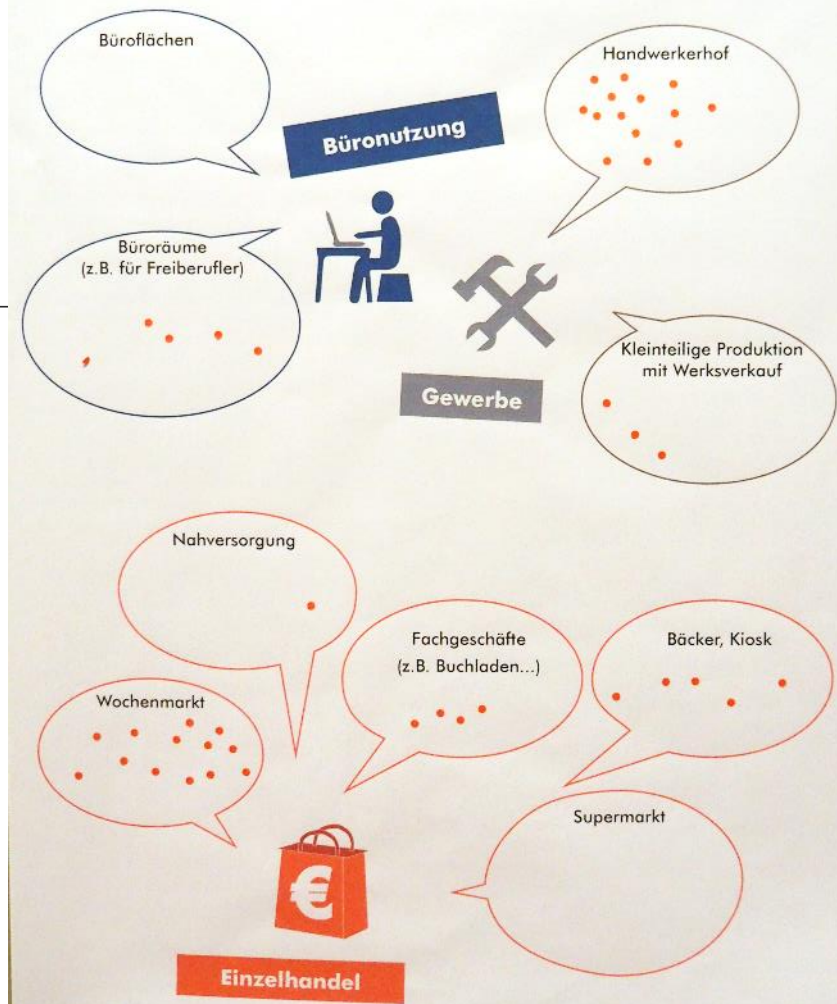 Büroflächen
Handwerkerhof
Büronutzung
Büroräume
(z.B. für Freiberufler)
Kleinteilige Produktion
mit Werksverkauf
Gewerbe
Nahversorgung
Fachgeschäfte
(z.B. Buchladen...)
Bäcker, Kiosk
Wochenmarkt
Supermarkt
€
Einzelhandel